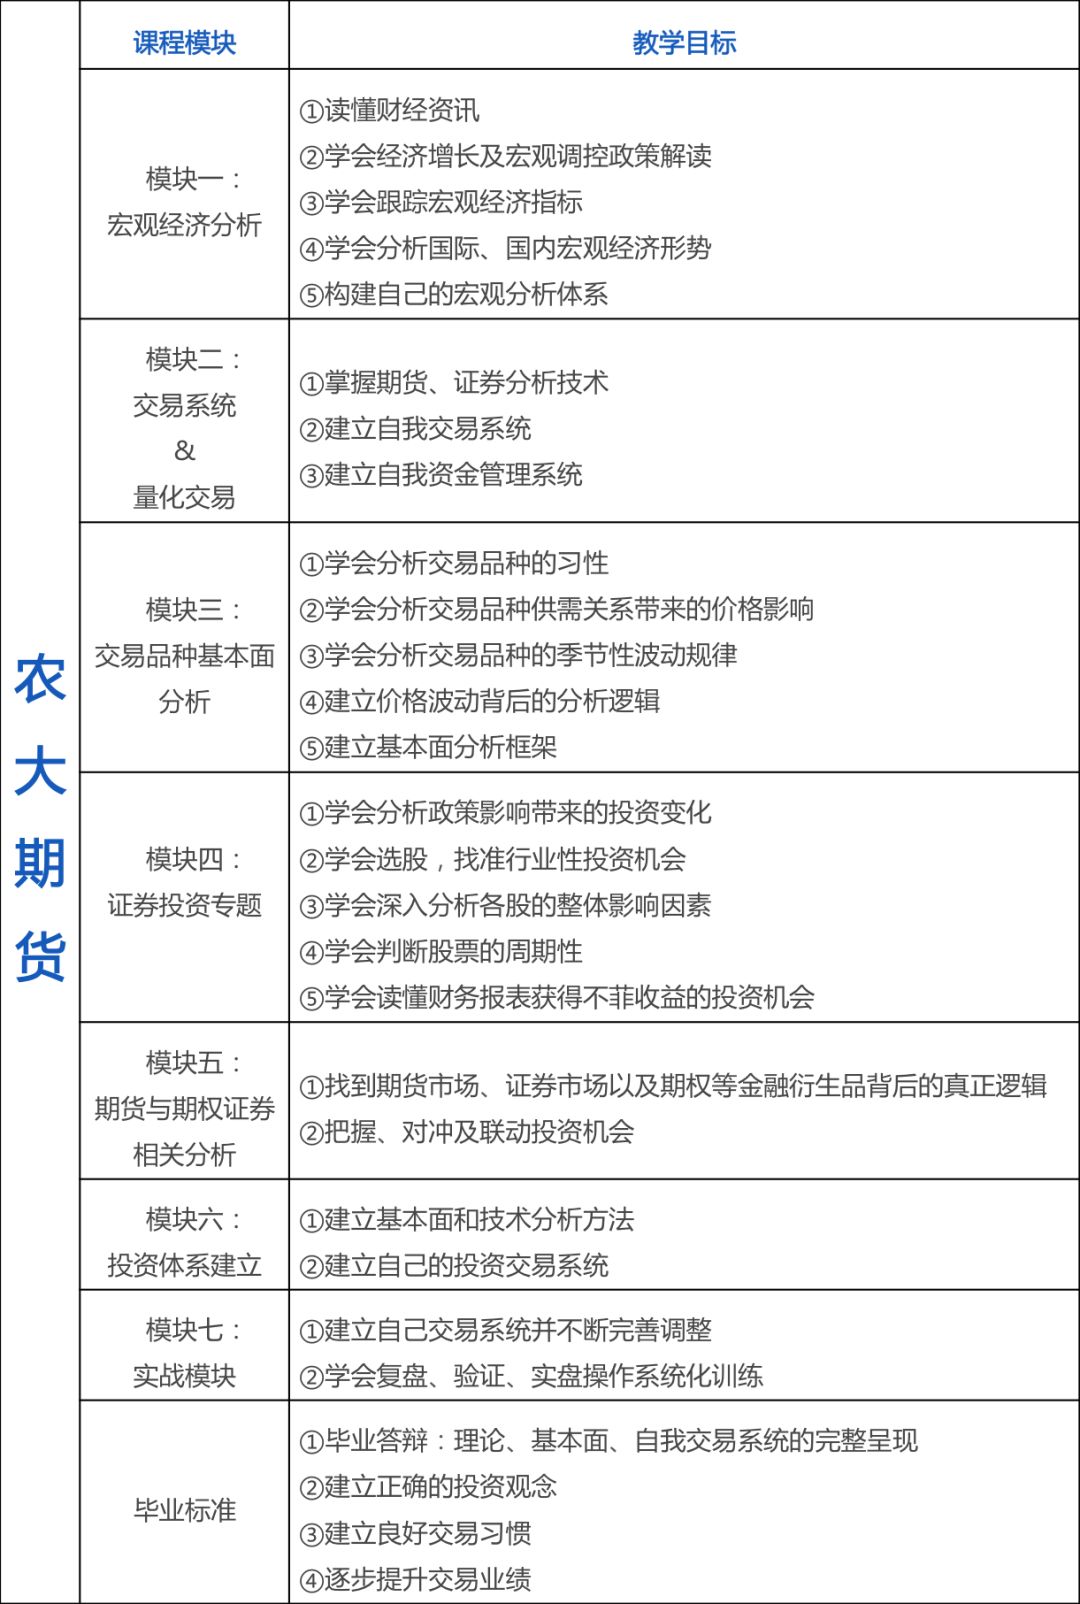 农
大
期
货
课程模块
教学目标
模块一：
宏观经济分析
①读懂财经资讯
②学会经济增长及宏观调控政策解读
③学会跟踪宏观经济指标
④学会分析国际、国内宏观经济形势
⑤构建自己的宏观分析体系
模块二：
交易系统
&
量化交易
①掌握期货、证券分析技术
②建立自我交易系统
③建立自我资金管理系统
模块三：
交易品种基本面
分析
①学会分析交易品种的习性
②学会分析交易品种供需关系带来的价格影响
③学会分析交易品种的季节性波动规律
④建立价格波动背后的分析逻辑
⑤建立基本面分析框架
模块四：
证券投资专题
①学会分析政策影响带来的投资变化
②学会选股，找准行业性投资机会
③学会深入分析各股的整体影响因素
④学会判断股票的周期性
⑤学会读懂财务报表获得不菲收益的投资机会
模块五：
期货与期权证券
相关分析
①找到期货市场、证券市场以及期权等金融衍生品背后的真正逻辑
②把握、对冲及联动投资机会
模块六：
投资体系建立
①建立基本面和技术分析方法
②建立自己的投资交易系统
模块七：
实战模块
①建立自己交易系统并不断完善调整
②学会复盘、验证、实盘操作系统化训练
毕业标准
①毕业答辩：理论、基本面、自我交易系统的完整呈现
②建立正确的投资观念
③建立良好交易习惯
④逐步提升交易业绩